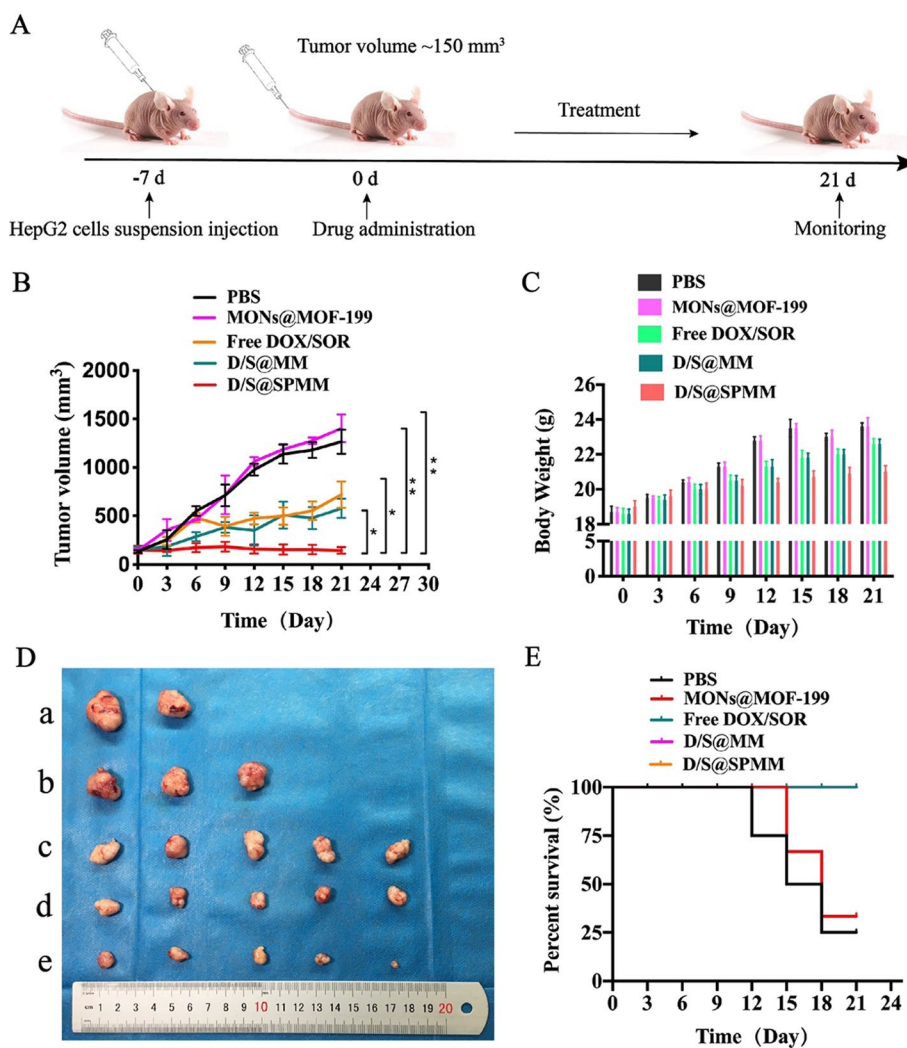 A
Tumor volume ~150 mm³
Treatment
-7 d
0 d
21 d
HepG2 cells suspension injection
Drug administration
Monitoring
B
PBS
MONs@MOF-199
Free DOX/SOR
D/S@MM
D/S@SPMM
Tumor volume (mm³)
2000
1500
1000
500
0
0 3 6 9 12 15 18 21 24 27 30
Time（Day）
* * ** **
C
PBS
MONs@MOF-199
Free DOX/SOR
D/S@MM
D/S@SPMM
Body Weight (g)
26
24
22
20
18
5
0
0 3 6 9 12 15 18 21
Time（Day）
D
a
b
c
d
e
1 2 3 4 5 6 7 8 9 10 11 12 13 14 15 16 17 18 19 20
E
PBS
MONs@MOF-199
Free DOX/SOR
D/S@MM
D/S@SPMM
Percent survival (%)
100
75
50
25
0
0 3 6 9 12 15 18 21 24
Time（Day）